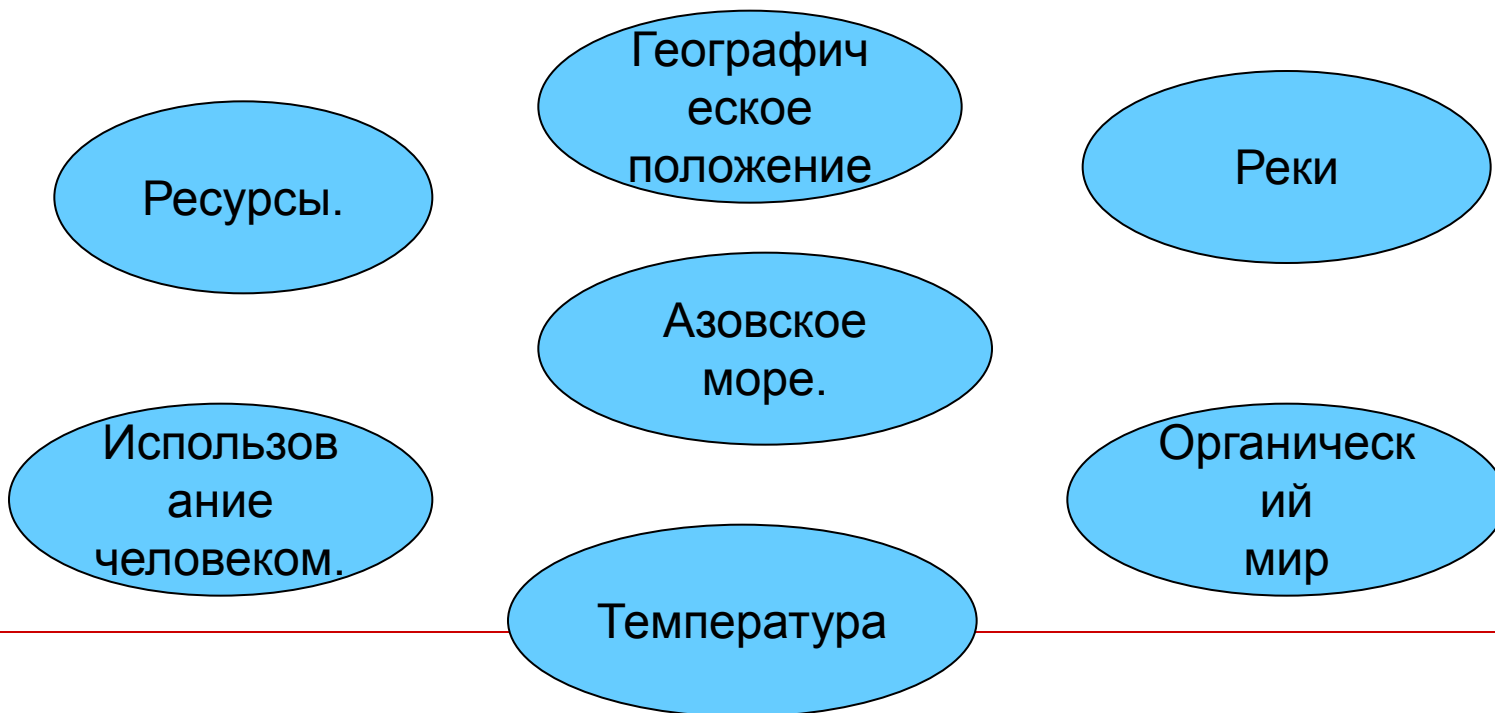 Географич
еское
положение
Ресурсы.
Реки
Азовское
море.
Использов
ание
человеком.
Органическ
ий
мир
Температура